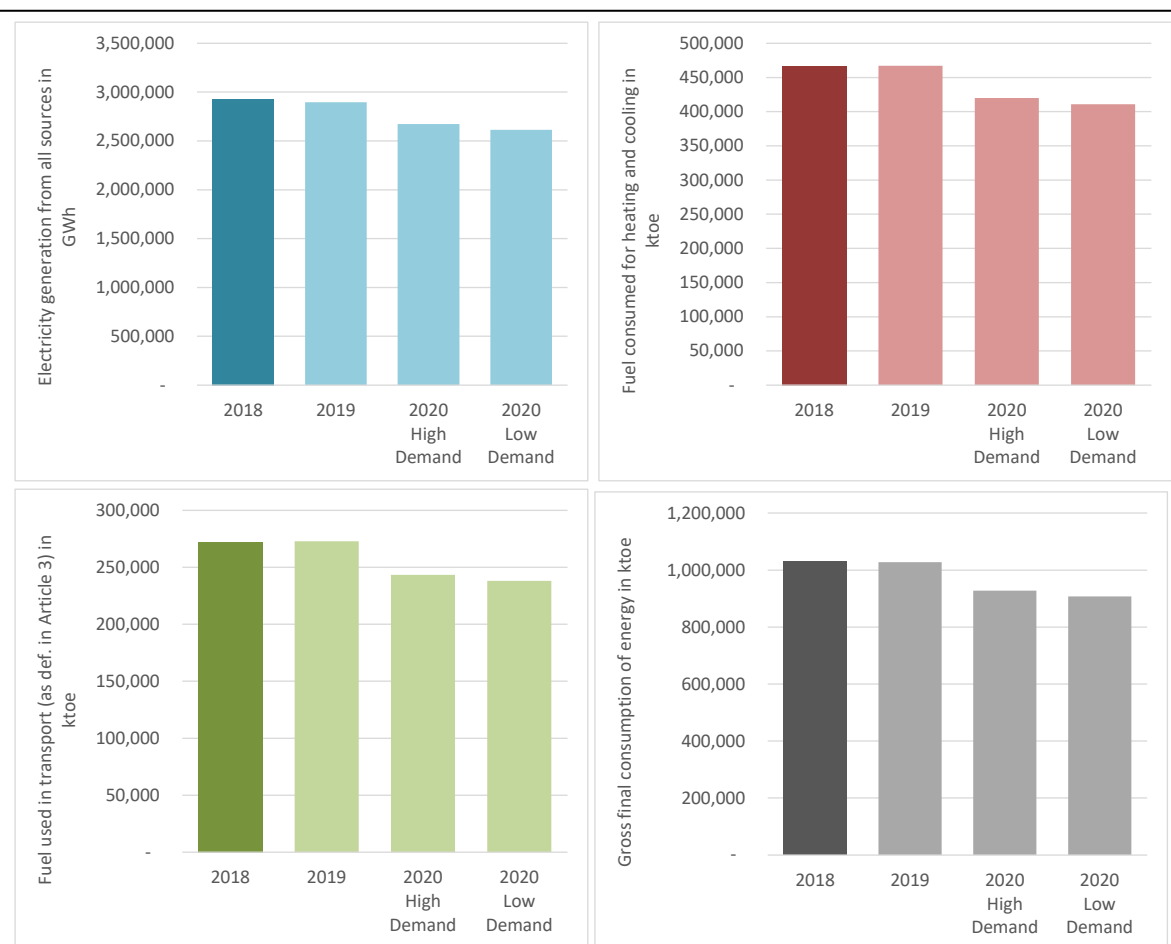 Electricity generation from all sources in
GWh
3,500,000
3,000,000
2,500,000
2,000,000
1,500,000
1,000,000
500,000
-
2018
2019
2020
High
Demand
2020
Low
Demand
Fuel consumed for heating and cooling in
ktoe
500,000
450,000
400,000
350,000
300,000
250,000
200,000
150,000
100,000
50,000
-
2018
2019
2020
High
Demand
2020
Low
Demand
Fuel used in transport (as def. in Article 3) in
ktoe
300,000
250,000
200,000
150,000
100,000
50,000
-
2018
2019
2020
High
Demand
2020
Low
Demand
Gross final consumption of energy in ktoe
1,200,000
1,000,000
800,000
600,000
400,000
200,000
-
2018
2019
2020
High
Demand
2020
Low
Demand